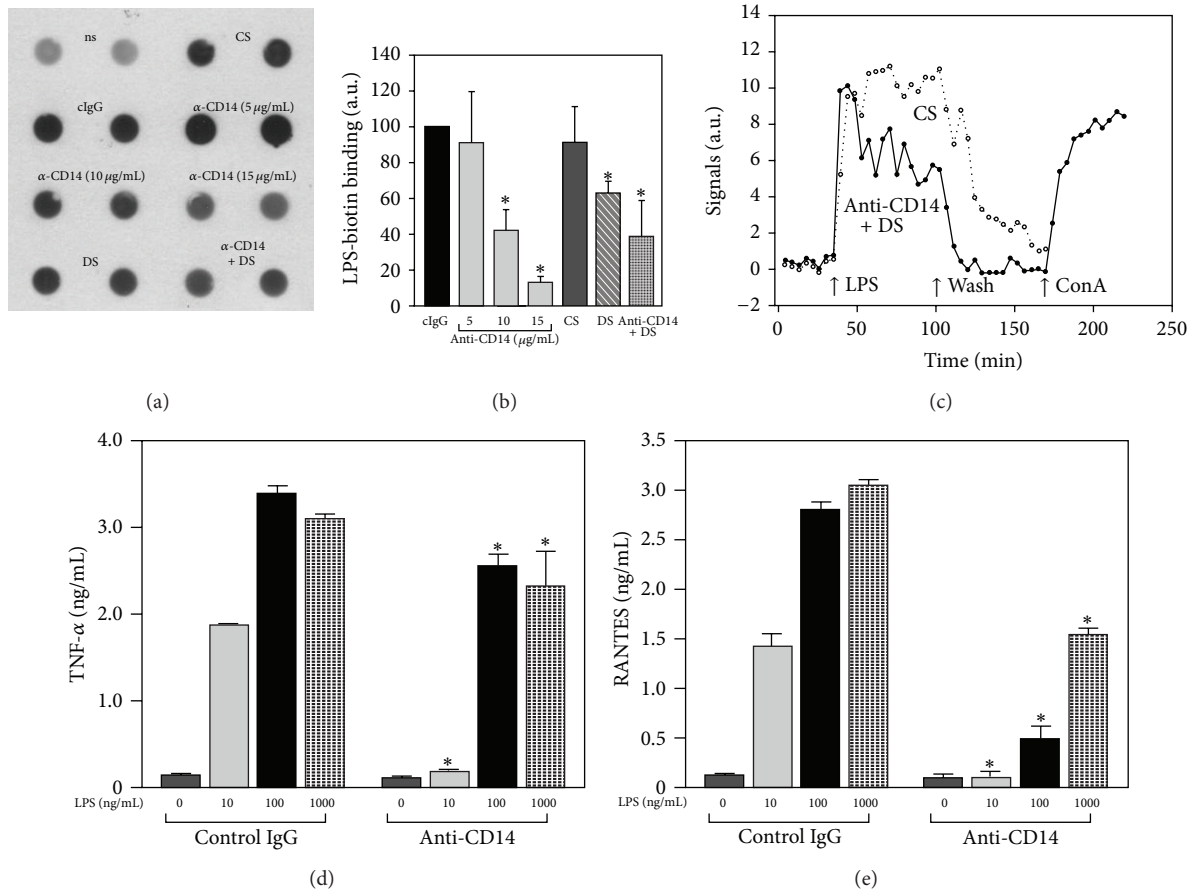 ns
CS
cIgG
α-CD14 (5 μg/mL)
α-CD14 (10 μg/mL)
α-CD14 (15 μg/mL)
DS
α-CD14
+ DS
(a)
LPS-biotin binding (a.u.)
140
120
100
80
60
40
20
0
*
*
*
*
cIgG
5
10
15
CS
DS
Anti-CD14
+ DS
Anti-CD14 (μg/mL)
(b)
Signals (a.u.)
14
12
10
8
6
4
2
0
−2
CS
Anti-CD14
+ DS
↑ LPS
↑ Wash
↑ ConA
0
50
100
150
200
250
Time (min)
(c)
TNF-α (ng/mL)
4.0
3.0
2.0
1.0
0
*
*
*
LPS (ng/mL)
0
10
100
1000
0
10
100
1000
Control IgG
Anti-CD14
(d)
RANTES (ng/mL)
3.5
3.0
2.5
2.0
1.5
1.0
0.5
0
*
*
*
LPS (ng/mL)
0
10
100
1000
0
10
100
1000
Control IgG
Anti-CD14
(e)